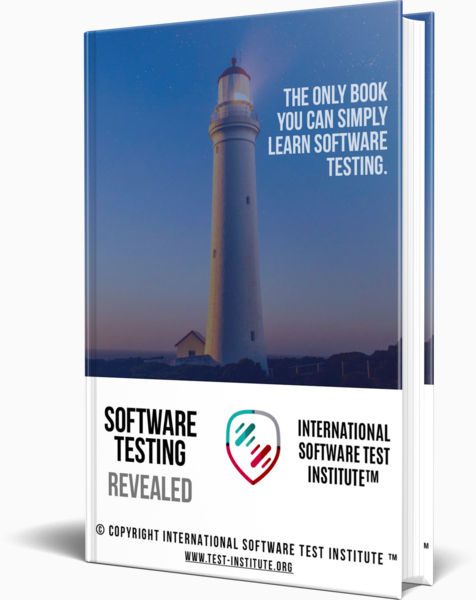 THE ONLY BOOK
YOU CAN SIMPLY
LEARN SOFTWARE
TESTING.
SOFTWARE
TESTING
REVEALED
INTERNATIONAL
SOFTWARE TEST
INSTITUTE™
© COPYRIGHT INTERNATIONAL SOFTWARE TEST INSTITUTE ™
WWW.TEST-INSTITUTE.ORG
™